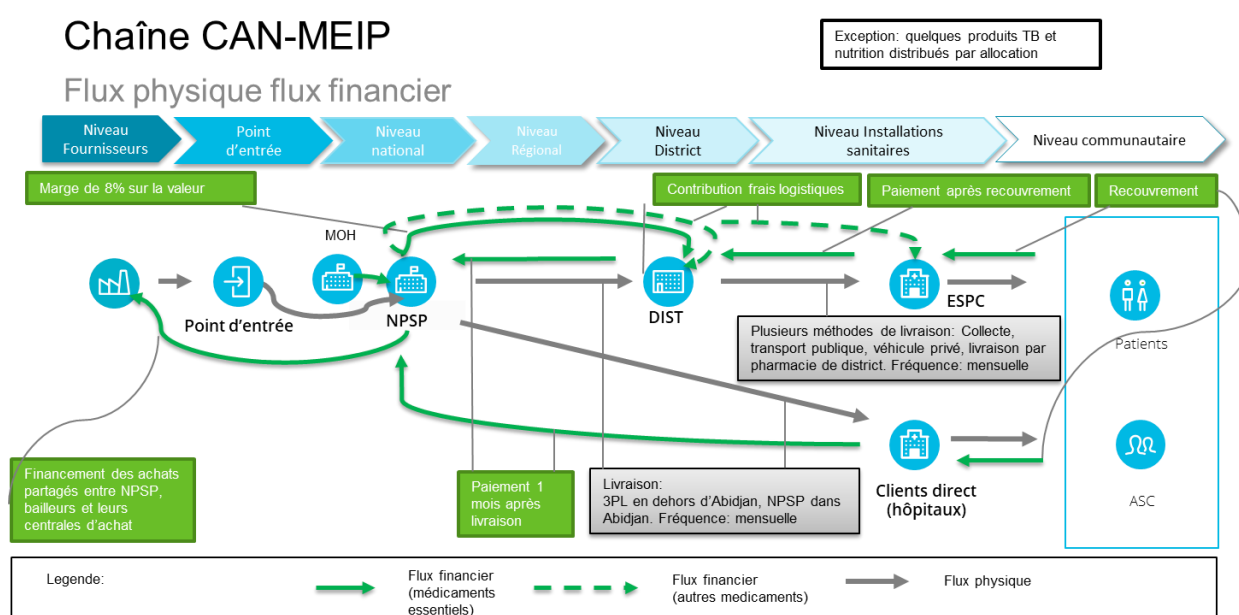 Chaîne CAN-MEIP
Exception: quelques produits TB et
nutrition distribués par allocation
Flux physique flux financier
Niveau
Fournisseurs
Point
d'entrée
Niveau
national
Niveau
Régional
Niveau
District
Niveau Installations
sanitaires
Niveau communautaire
Marge de 8% sur la valeur
Contribution frais logistiques
Paiement après recouvrement
Recouvrement
MOH
Point d'entrée
NPSP
DIST
ESPC
Plusieurs méthodes de livraison: Collecte,
transport publique, véhicule privé, livraison par
pharmacie de district. Fréquence: mensuelle
Patients
Financement des achats
partagés entre NPSP,
bailleurs et leurs
centrales d'achat
Paiement 1
mois après
livraison
Livraison:
3PL en dehors d'Abidjan, NPSP dans
Abidjan. Fréquence: mensuelle
Clients direct
(hôpitaux)
ASC
Legende:
Flux financier
(médicaments
essentiels)
Flux financier
(autres medicaments)
Flux physique